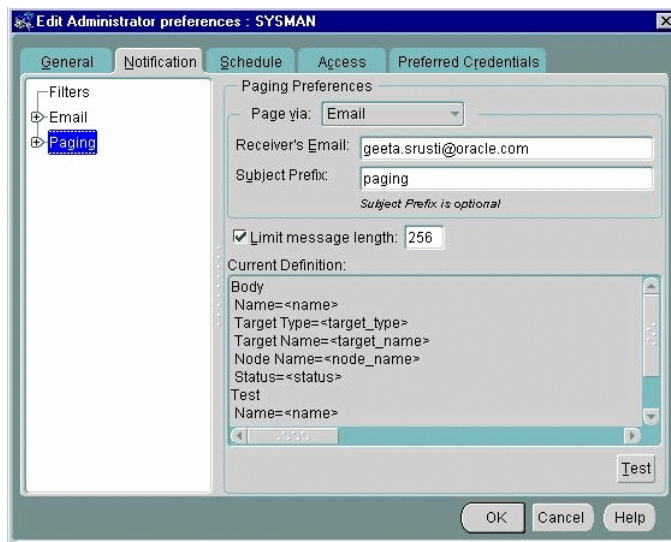 Edit Administrator preferences : SYSMAN
General Notification Schedule Access Preferred Credentials
Filters
Email
Paging
Paging Preferences
Page via: Email
Receiver's Email: geeta.srusti@oracle.com
Subject Prefix: paging
Subject Prefix is optional
Limit message length: 256
Current Definition:
Body
Name=<name>
Target Type=<target_type>
Target Name=<target_name>
Node Name=<node_name>
Status=<status>
Test
Name=<name>
Test
OK Cancel Help